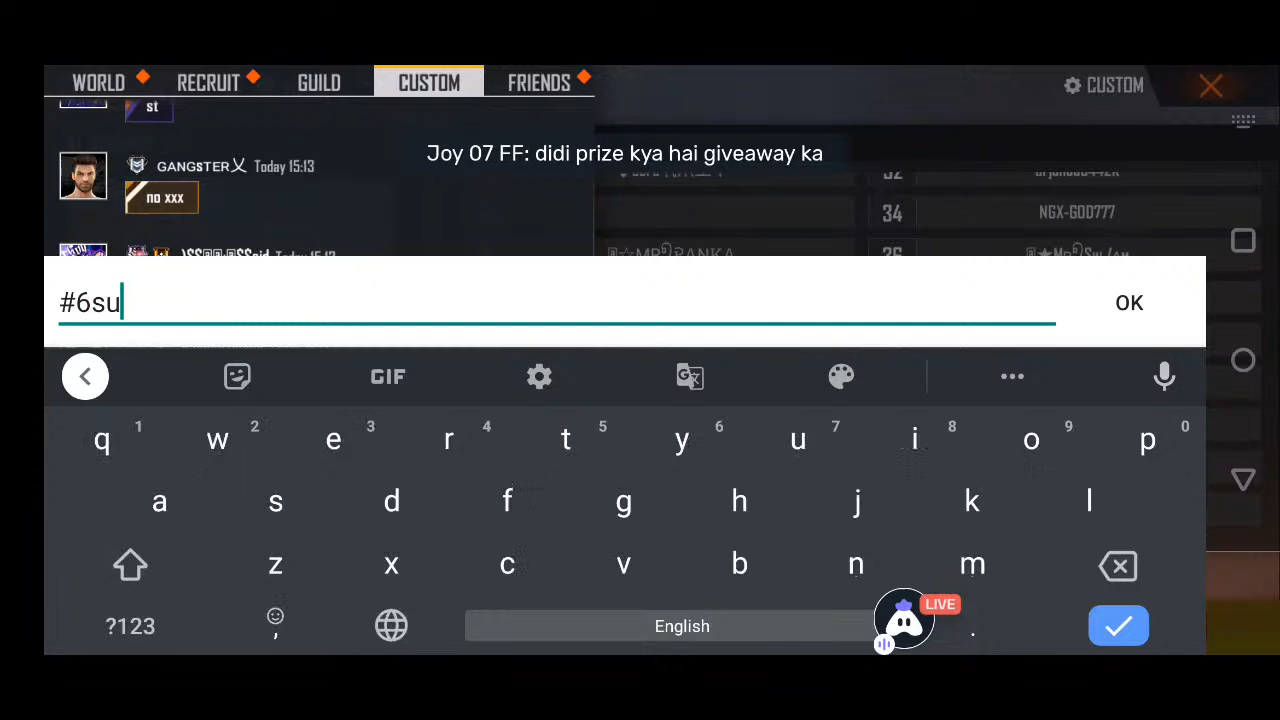 WORLD RECRUIT GUILD CUSTOM FRIENDS CUSTOM
st
GANGSTER乂 Today 15:13
no xxx
Joy 07 FF: didi prize kya hai giveaway ka
32
34 NGX-GOD777
#6su OK
GIF
q 1 w 2 e 3 r 4 t 5 y 6 u 7 i 8 o 9 p 0
a s d f g h j k l
z x c v b n m
?123 , English LIVE .